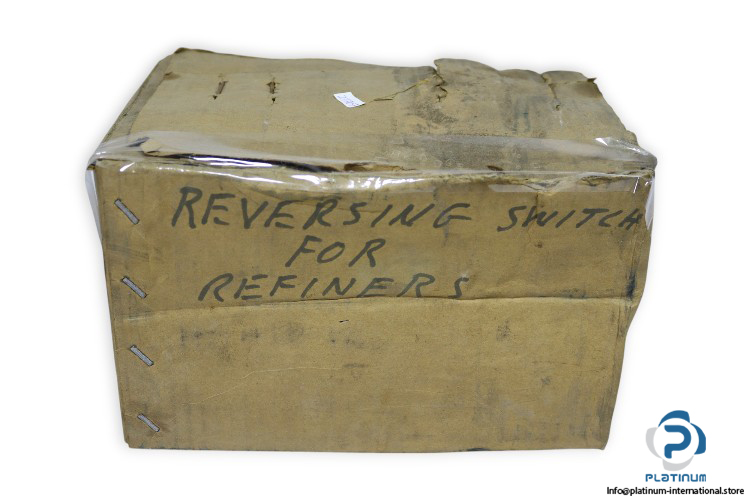 REVERSING SWITCH
FOR
REFINERS
PLATINUM
Info@platinum-international.store